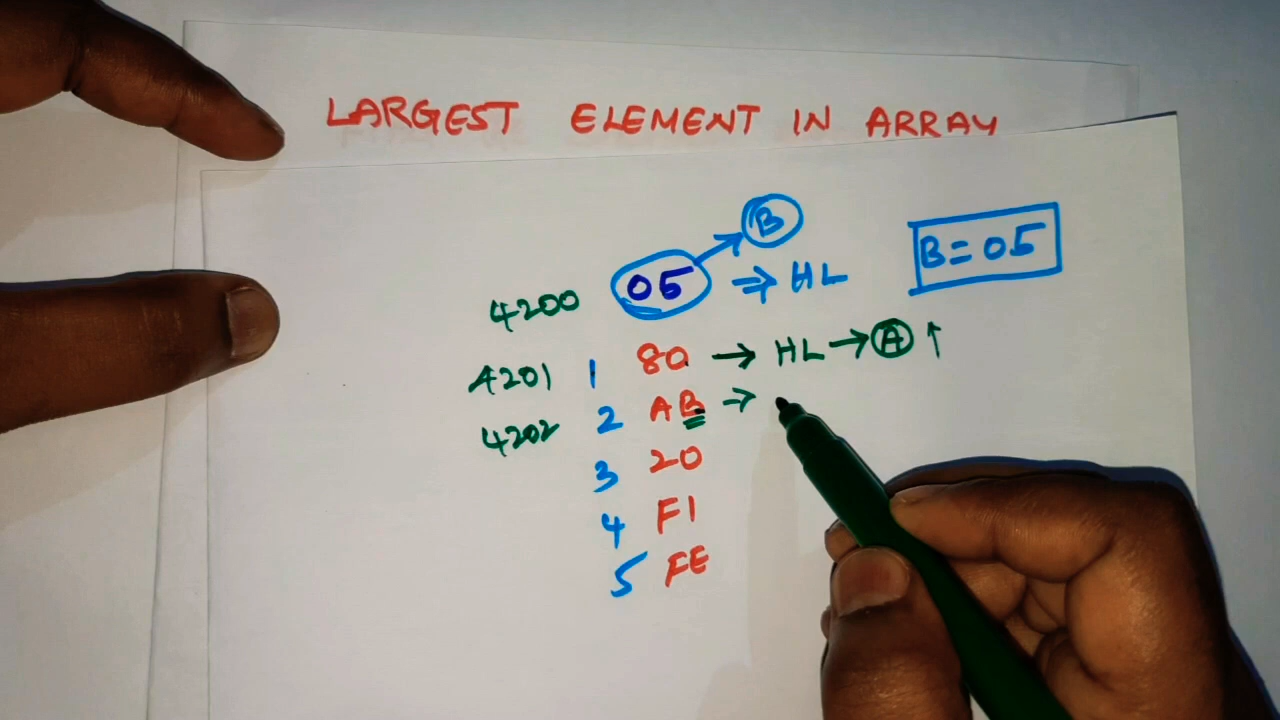 LARGEST ELEMENT IN ARRAY
B
4200 05 ⇒ HL B=05
4201 1 80 → HL → A ↑
4202 2 AB →
3 20
4 F1
5 FE